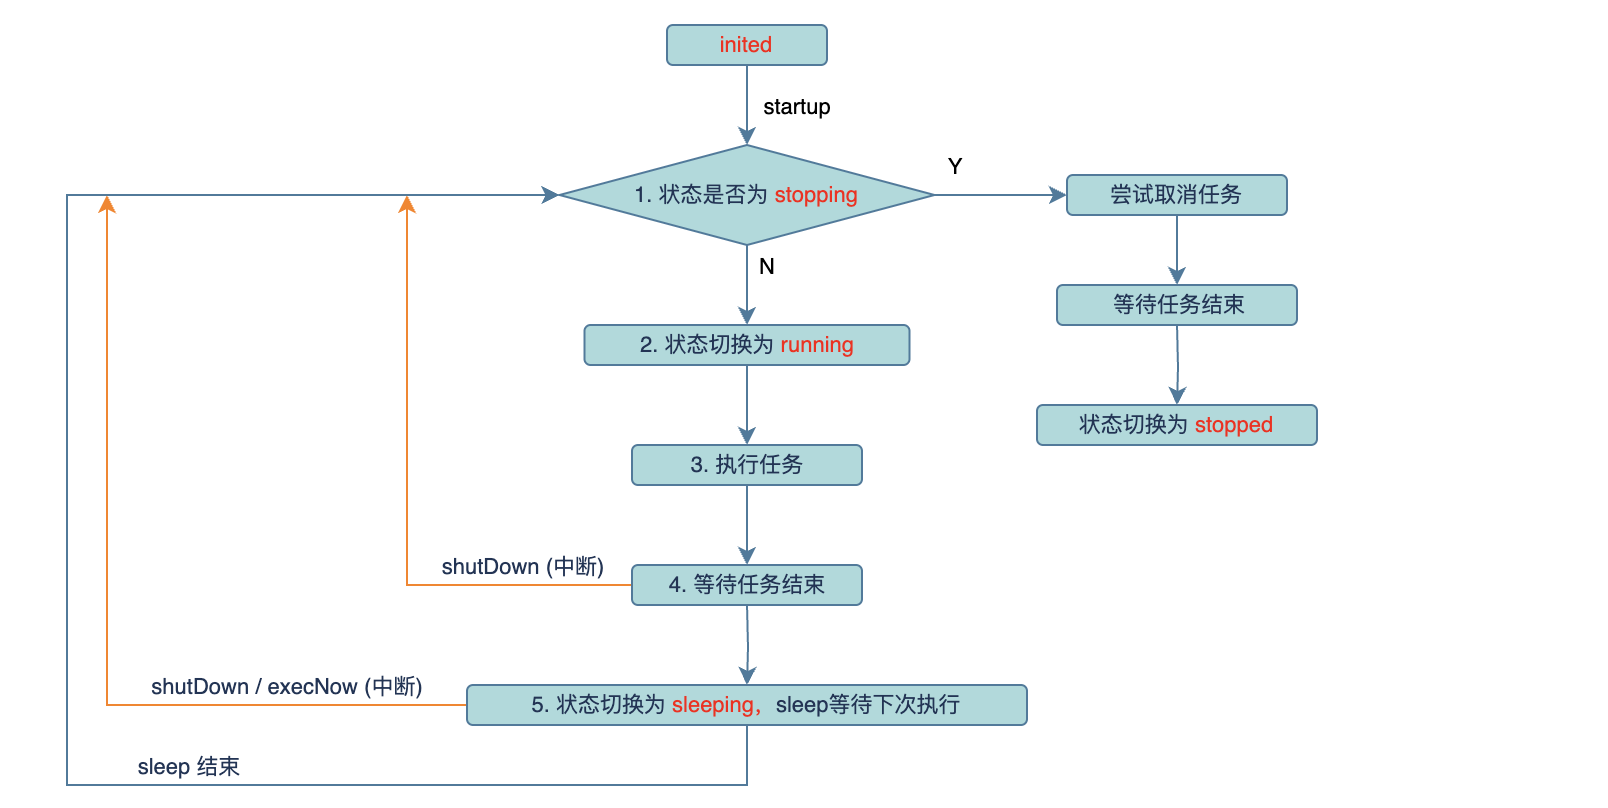 inited
startup
1. 状态是否为 stopping
Y
尝试取消任务
N
等待任务结束
2. 状态切换为 running
状态切换为 stopped
3. 执行任务
shutDown (中断)
4. 等待任务结束
shutDown / execNow (中断)
5. 状态切换为 sleeping，sleep等待下次执行
sleep 结束